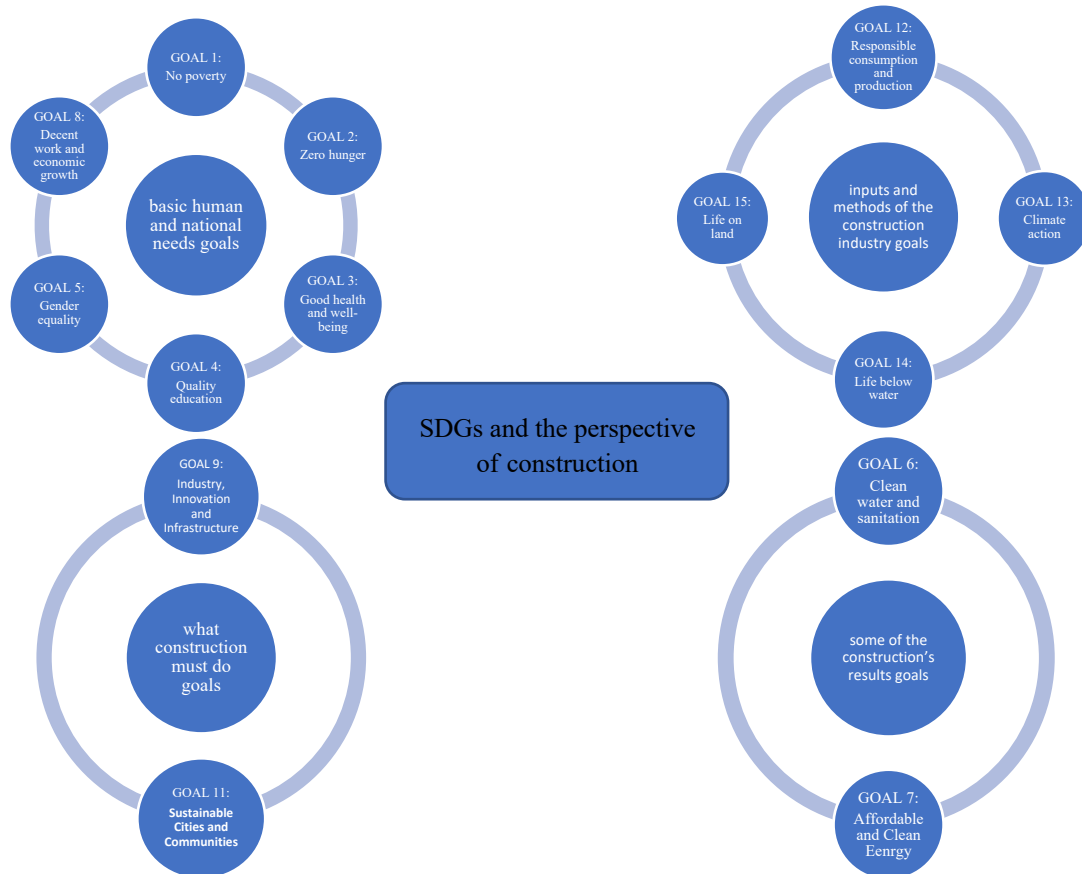 GOAL 1:
No poverty
GOAL 2:
Zero hunger
GOAL 3:
Good health
and well-
being
GOAL 4:
Quality
education
GOAL 5:
Gender
equality
GOAL 8:
Decent
work and
economic
growth
basic human
and national
needs goals
GOAL 12:
Responsible
consumption
and
production
GOAL 13:
Climate
action
GOAL 14:
Life below
water
GOAL 15:
Life on
land
inputs and
methods of the
construction
industry goals
SDGs and the perspective
of construction
GOAL 9:
Industry,
Innovation
and
Infrastructure
what
construction
must do
goals
GOAL 11:
Sustainable
Cities and
Communities
GOAL 6:
Clean
water and
sanitation
some of the
construction’s
results goals
GOAL 7:
Affordable
and Clean
Eenrgy